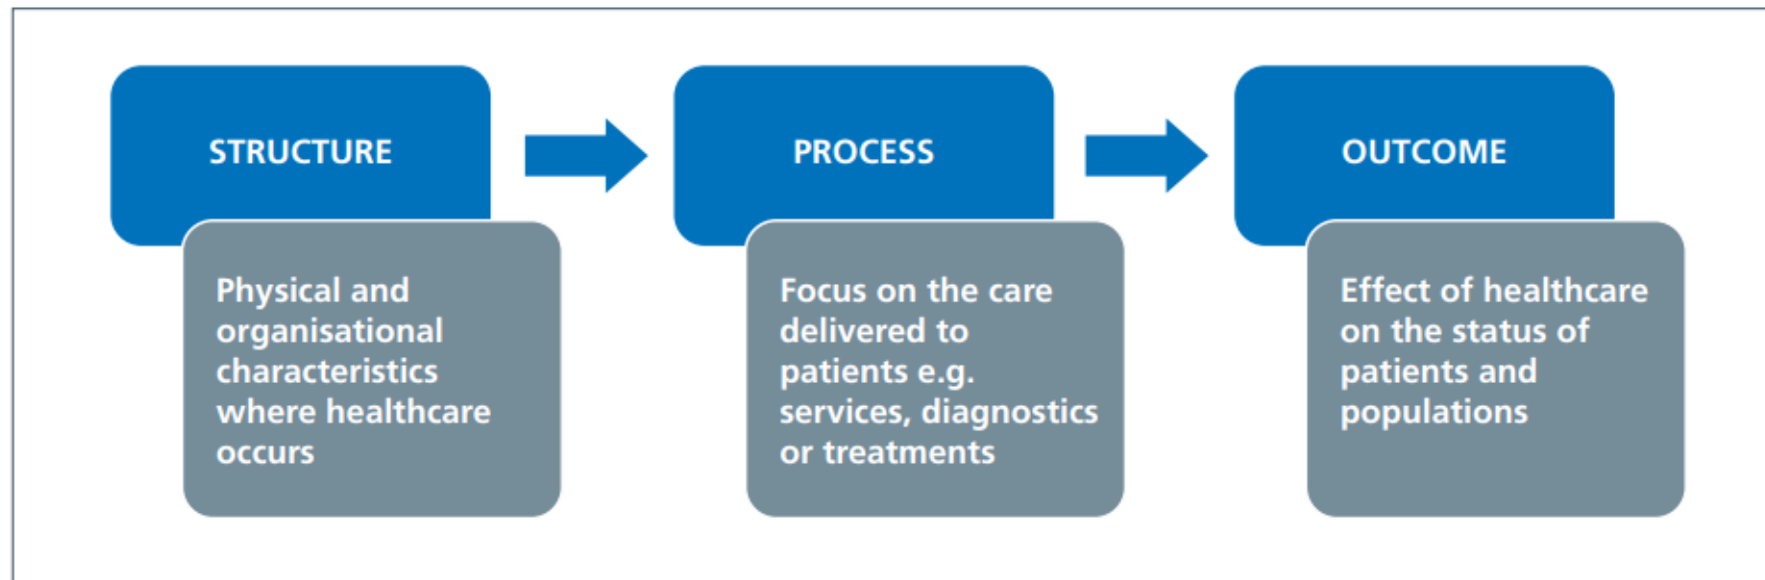 STRUCTURE
Physical and
organisational
characteristics
where healthcare
occurs
PROCESS
Focus on the care
delivered to
patients e.g.
services, diagnostics
or treatments
OUTCOME
Effect of healthcare
on the status of
patients and
populations